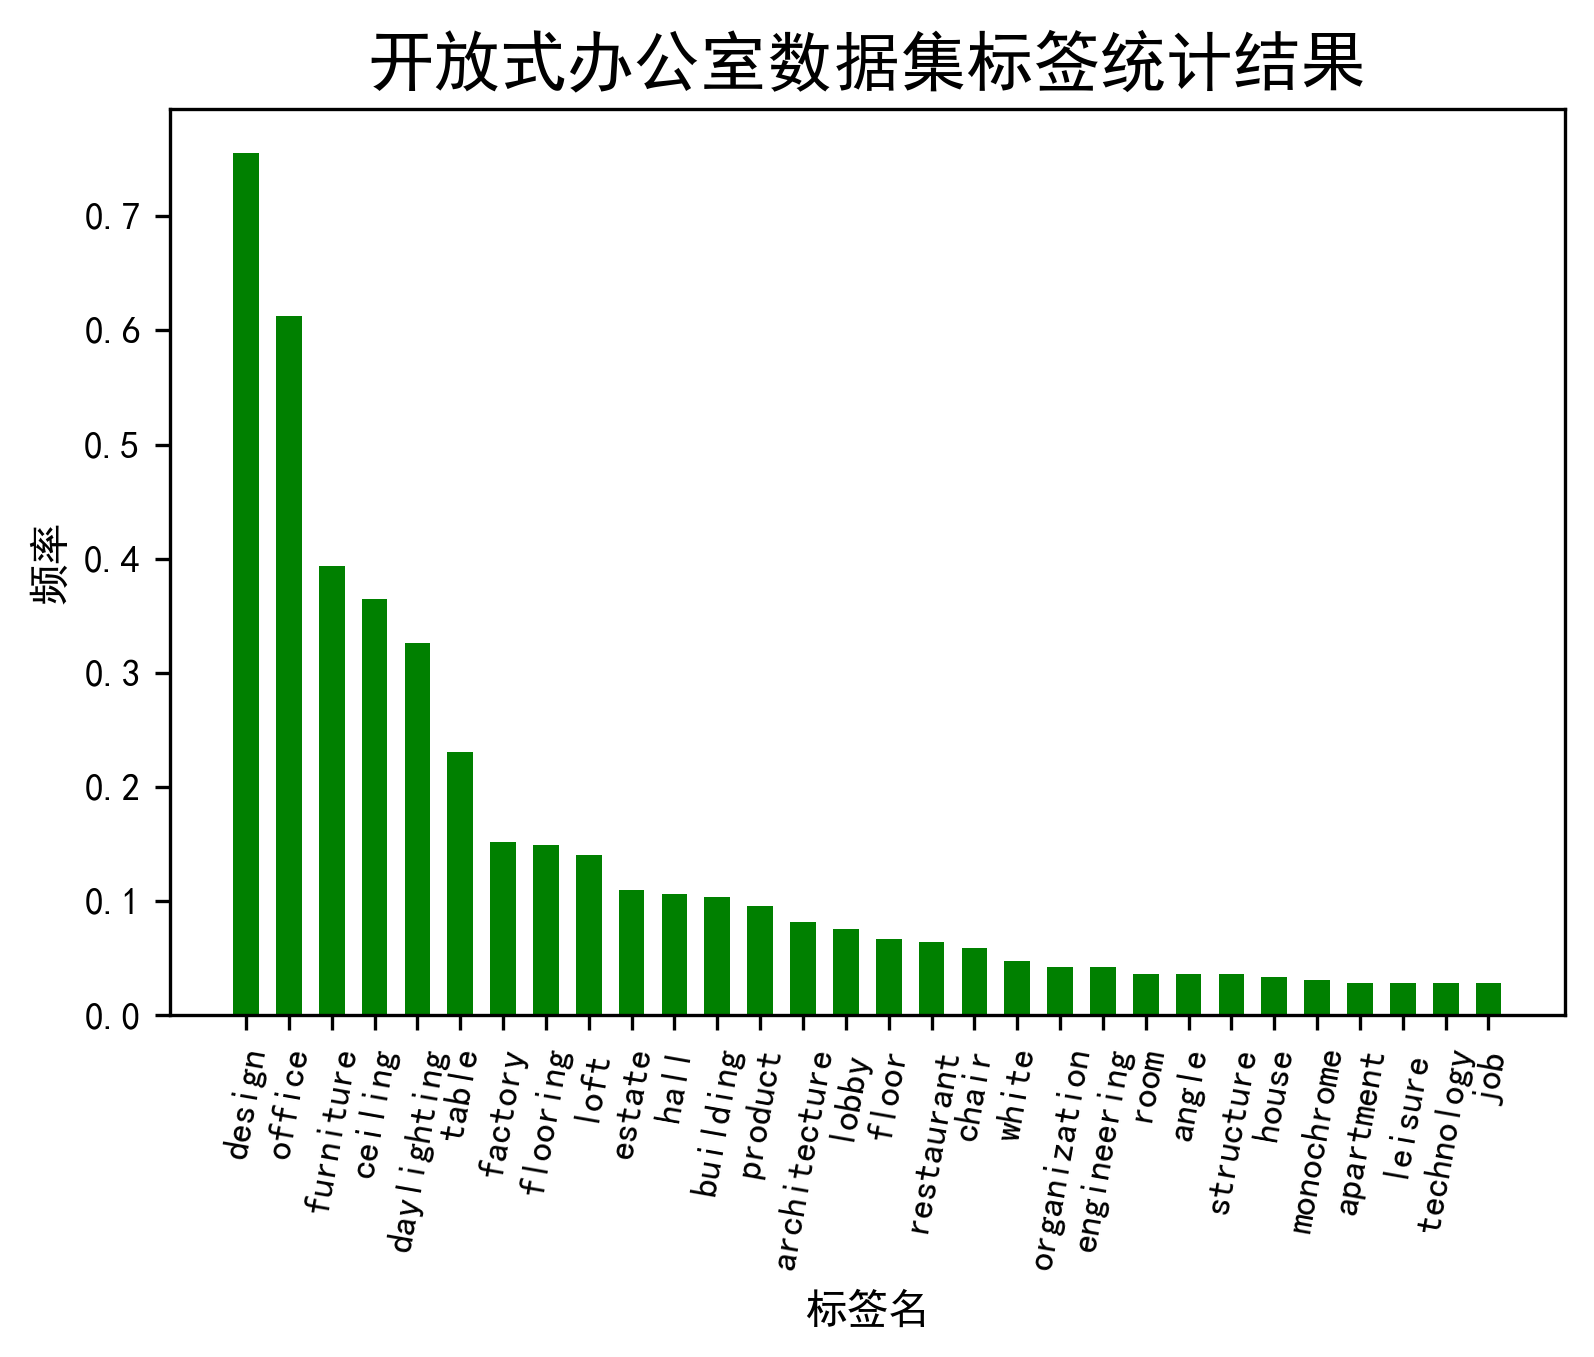 开放式办公室数据集标签统计结果
频率
0.7
0.6
0.5
0.4
0.3
0.2
0.1
0.0
design
office
furniture
ceiling
daylighting
table
factory
flooring
loft
estate
hall
building
product
architecture
lobby
floor
restaurant
chair
white
organization
engineering
room
angle
structure
house
monochrome
apartment
leisure
technology
job
标签名